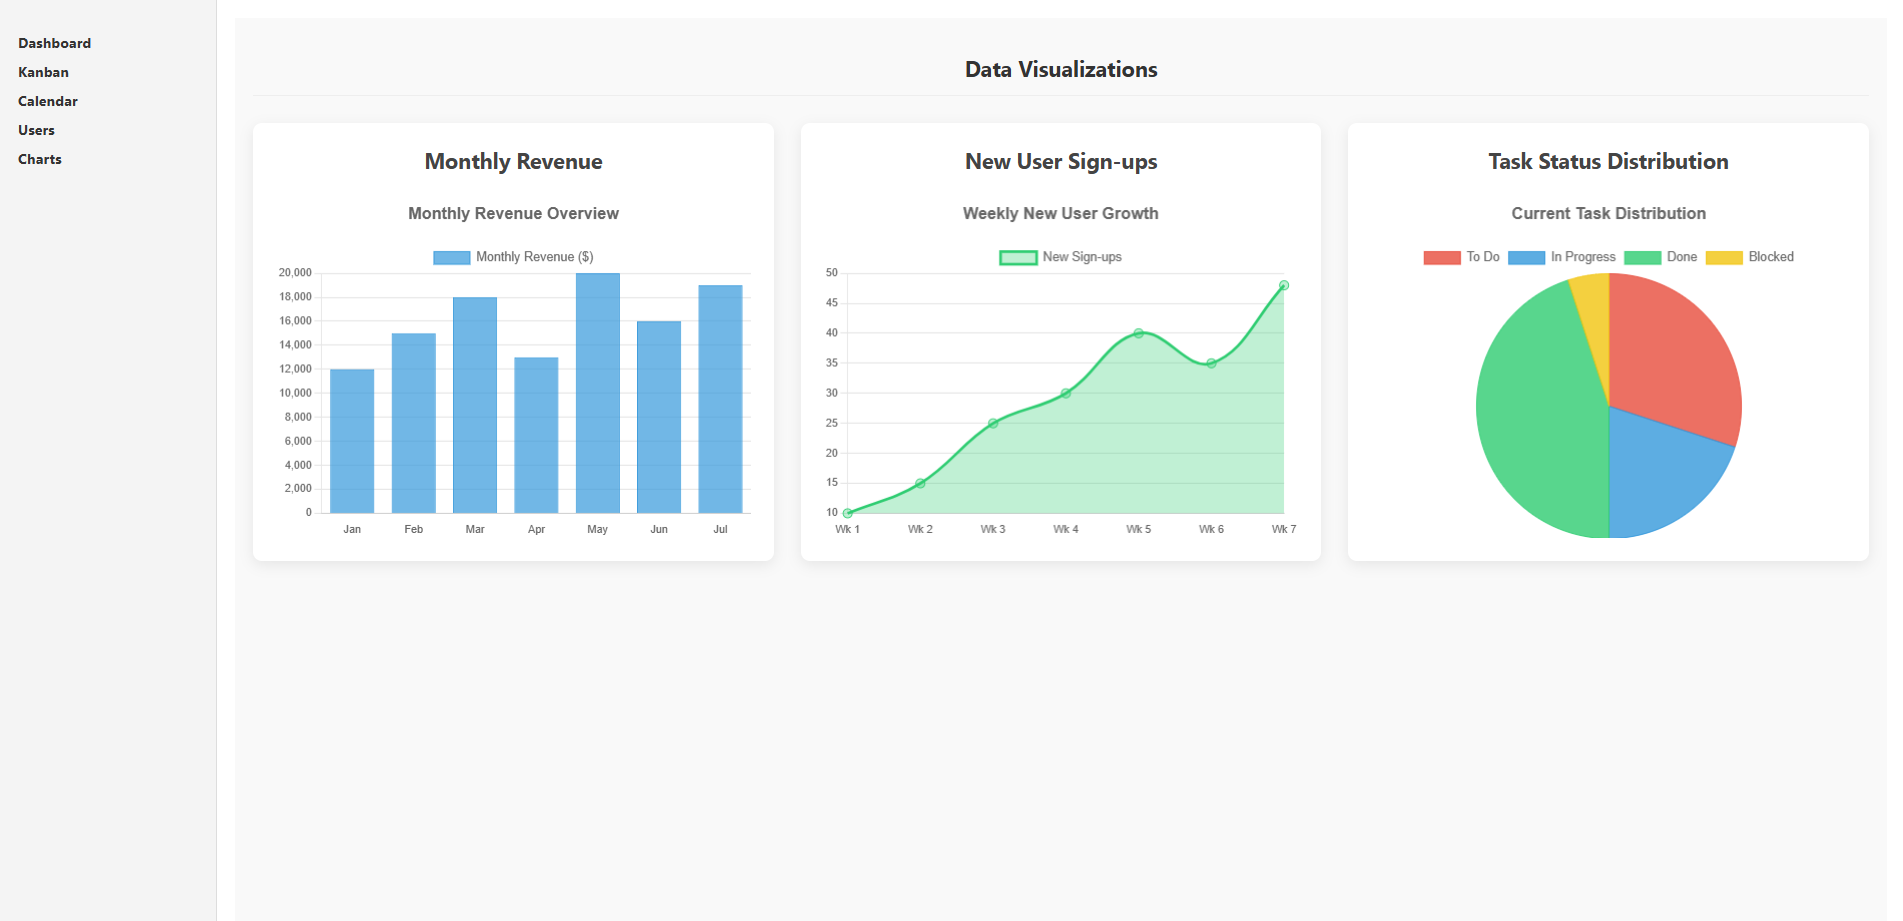 Dashboard
Kanban
Calendar
Users
Charts
Data Visualizations
Monthly Revenue
Monthly Revenue Overview
Monthly Revenue ($)
20,000
18,000
16,000
14,000
12,000
10,000
8,000
6,000
4,000
2,000
0
Jan Feb Mar Apr May Jun Jul
New User Sign-ups
Weekly New User Growth
New Sign-ups
50
45
40
35
30
25
20
15
10
Wk 1 Wk 2 Wk 3 Wk 4 Wk 5 Wk 6 Wk 7
Task Status Distribution
Current Task Distribution
To Do In Progress Done Blocked